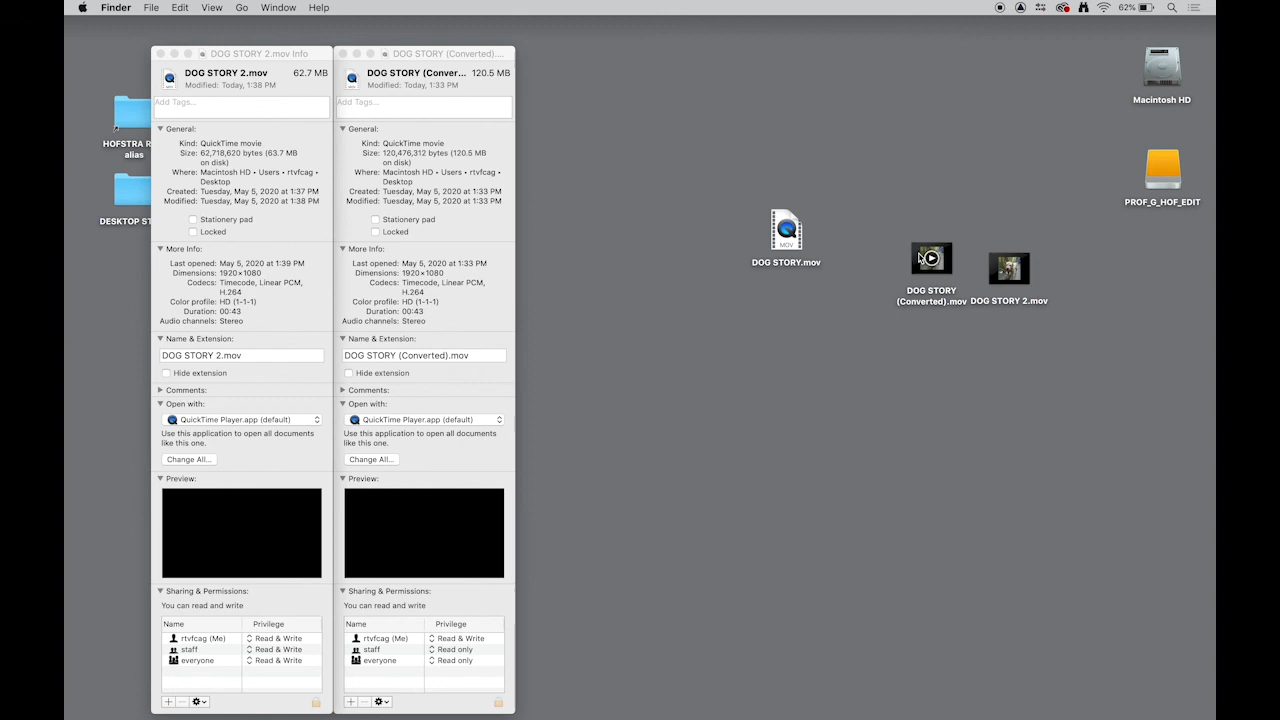 Finder File Edit View Go Window Help 62%
DOG STORY 2.mov Info
DOG STORY 2.mov 62.7 MB
Modified: Today, 1:38 PM
Add Tags...
General:
Kind: QuickTime movie
Size: 62,718,620 bytes (63.7 MB
on disk)
Where: Macintosh HD • Users • rtvfcag •
Desktop
Created: Tuesday, May 5, 2020 at 1:37 PM
Modified: Tuesday, May 5, 2020 at 1:38 PM
Stationery pad
Locked
More Info:
Last opened: May 5, 2020 at 1:39 PM
Dimensions: 1920×1080
Codecs: Timecode, Linear PCM,
H.264
Color profile: HD (1-1-1)
Duration: 00:43
Audio channels: Stereo
Name & Extension:
DOG STORY 2.mov
Hide extension
Comments:
Open with:
QuickTime Player.app (default)
Use this application to open all documents
like this one.
Change All...
Preview:
Sharing & Permissions:
You can read and write
Name Privilege
rtvfcag (Me) Read & Write
staff Read & Write
everyone Read & Write
DOG STORY (Converted)....
DOG STORY (Conver... 120.5 MB
Modified: Today, 1:33 PM
Add Tags...
General:
Kind: QuickTime movie
Size: 120,476,312 bytes (120.5 MB
on disk)
Where: Macintosh HD • Users • rtvfcag •
Desktop
Created: Tuesday, May 5, 2020 at 1:33 PM
Modified: Tuesday, May 5, 2020 at 1:33 PM
Stationery pad
Locked
More Info:
Last opened: May 5, 2020 at 1:33 PM
Dimensions: 1920×1080
Codecs: Timecode, Linear PCM,
H.264
Color profile: HD (1-1-1)
Duration: 00:43
Audio channels: Stereo
Name & Extension:
DOG STORY (Converted).mov
Hide extension
Comments:
Open with:
QuickTime Player.app (default)
Use this application to open all documents
like this one.
Change All...
Preview:
Sharing & Permissions:
You can read and write
Name Privilege
rtvfcag (Me) Read & Write
staff Read only
everyone Read only
HOFSTRA R
alias
DESKTOP ST
MOV
DOG STORY.mov
DOG STORY
(Converted).mov
DOG STORY 2.mov
Macintosh HD
PROF_G_HOF_EDIT